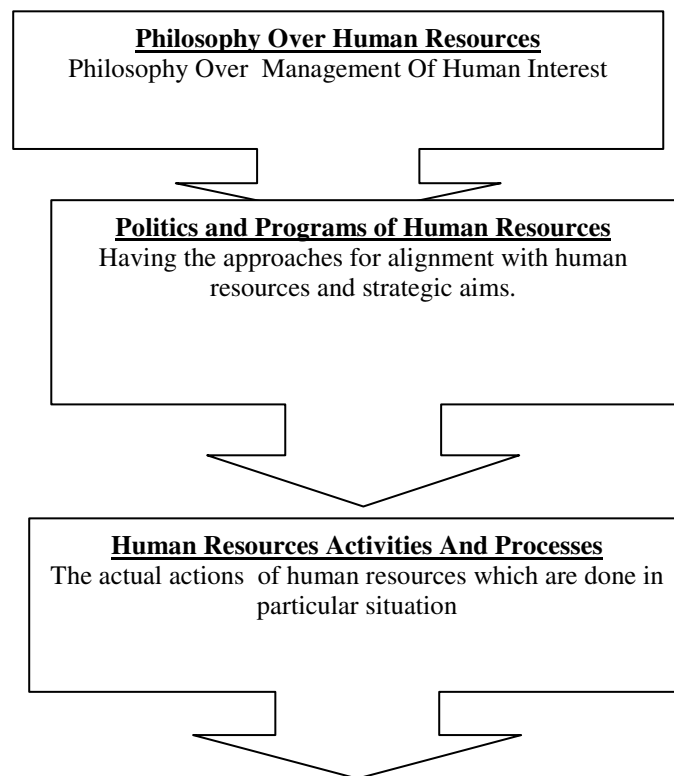 Philosophy Over Human Resources
Philosophy Over Management Of Human Interest
Politics and Programs of Human Resources
Having the approaches for alignment with human
resources and strategic aims.
Human Resources Activities And Processes
The actual actions of human resources which are done in
particular situation